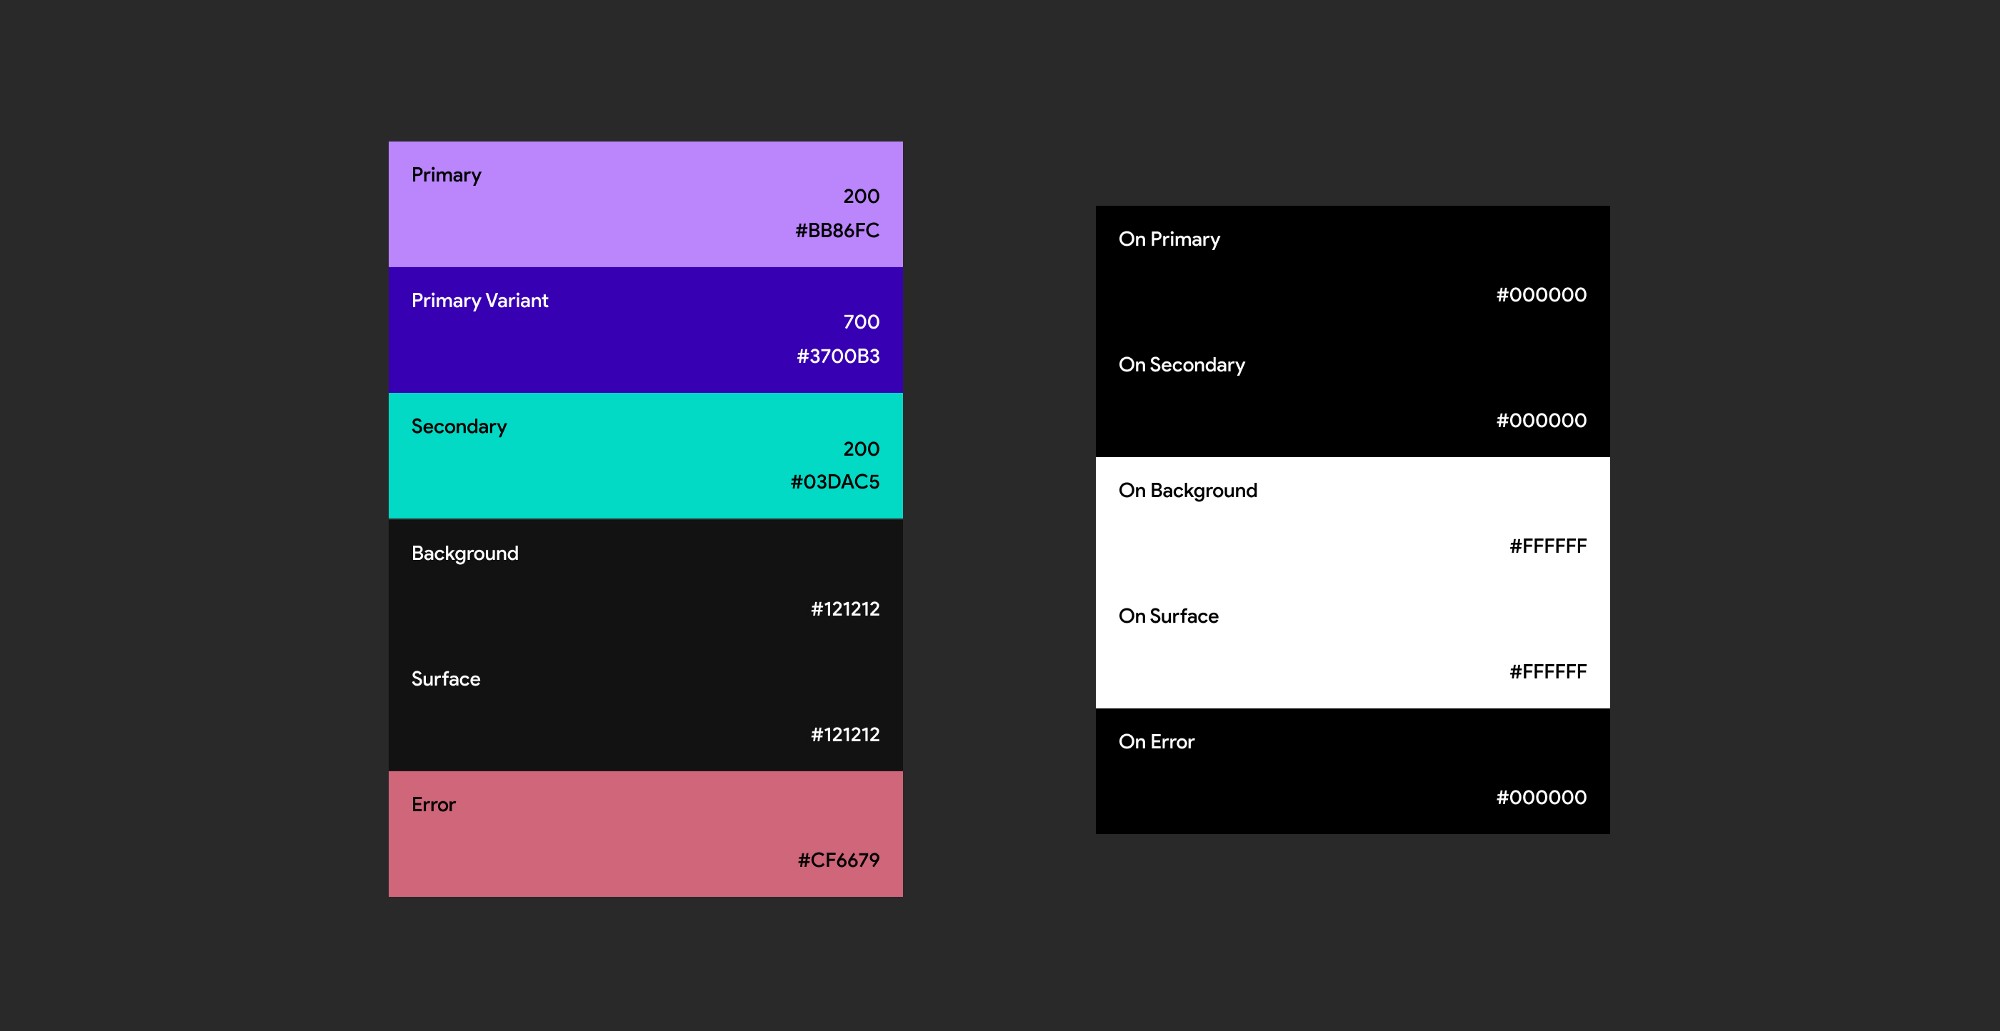 Primary
200
#BB86FC
Primary Variant
700
#3700B3
Secondary
200
#03DAC5
Background
#121212
Surface
#121212
Error
#CF6679
On Primary
#000000
On Secondary
#000000
On Background
#FFFFFF
On Surface
#FFFFFF
On Error
#000000